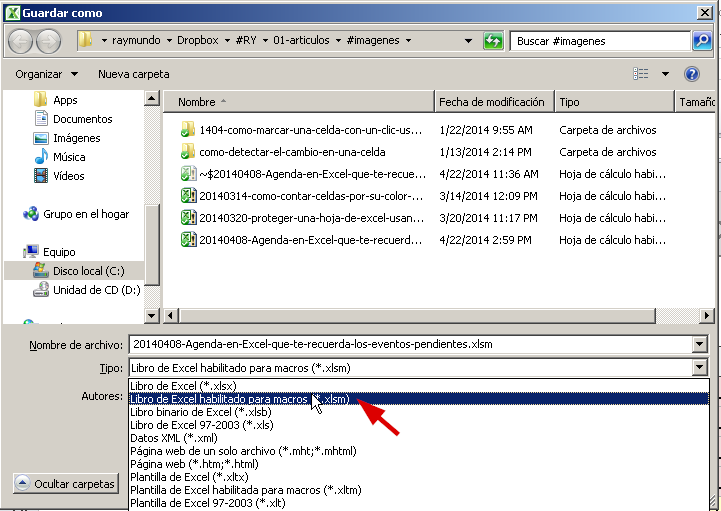 Guardar como
raymundo Dropbox #RY 01-articulos #imagenes
Buscar #imagenes
Organizar Nueva carpeta
Apps
Documentos
Imágenes
Música
Vídeos
Grupo en el hogar
Equipo
Disco local (C:)
Unidad de CD (D:)
Nombre Fecha de modificación Tipo Tamaño
1404-como-marcar-una-celda-con-un-clic-us... 1/22/2014 9:55 AM Carpeta de archivos
como-detectar-el-cambio-en-una-celda 1/13/2014 2:14 PM Carpeta de archivos
~$20140408-Agenda-en-Excel-que-te-recue... 4/22/2014 11:36 AM Hoja de cálculo habi...
20140314-como-contar-celdas-por-su-color-... 3/14/2014 12:09 PM Hoja de cálculo habi...
20140320-proteger-una-hoja-de-excel-usan... 3/20/2014 11:17 PM Hoja de cálculo habi...
20140408-Agenda-en-Excel-que-te-recuerd... 4/22/2014 2:59 PM Hoja de cálculo habi...
Nombre de archivo: 20140408-Agenda-en-Excel-que-te-recuerda-los-eventos-pendientes.xlsm
Tipo: Libro de Excel habilitado para macros (*.xlsm)
Autores:
Libro de Excel (*.xlsx)
Libro de Excel habilitado para macros (*.xlsm)
Libro binario de Excel (*.xlsb)
Libro de Excel 97-2003 (*.xls)
Datos XML (*.xml)
Página web de un solo archivo (*.mht;*.mhtml)
Página web (*.htm;*.html)
Plantilla de Excel (*.xltx)
Plantilla de Excel habilitada para macros (*.xltm)
Plantilla de Excel 97-2003 (*.xlt)
Ocultar carpetas